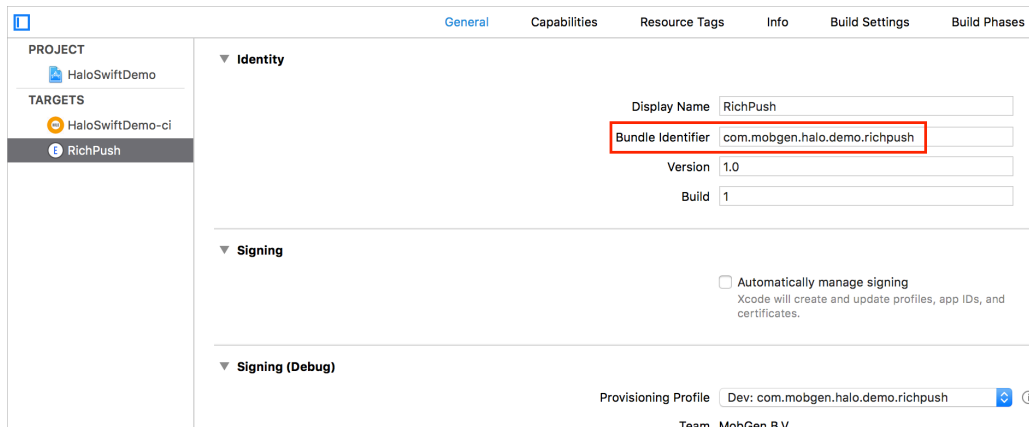 General Capabilities Resource Tags Info Build Settings Build Phases
PROJECT
HaloSwiftDemo
TARGETS
HaloSwiftDemo-ci
E RichPush
Identity
Display Name RichPush
Bundle Identifier com.mobgen.halo.demo.richpush
Version 1.0
Build 1
Signing
Automatically manage signing
Xcode will create and update profiles, app IDs, and
certificates.
Signing (Debug)
Provisioning Profile Dev: com.mobgen.halo.demo.richpush
Team MobGen B.V.